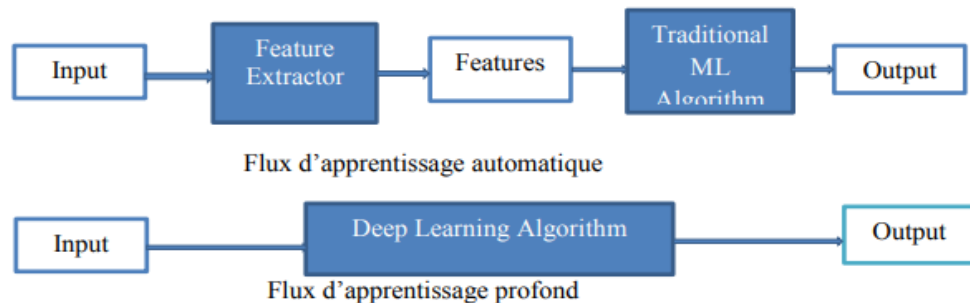 Input
Feature
Extractor
Features
Traditional
ML
Algorithm
Output
Flux d'apprentissage automatique
Input
Deep Learning Algorithm
Output
Flux d'apprentissage profond